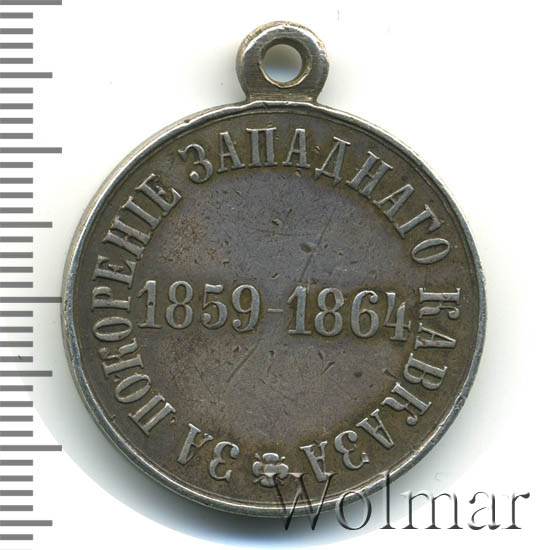 ЗА ПОКОРЕНІЕ ЗАПАДНАГО КАВКАЗА
1859-1864
Wolmar